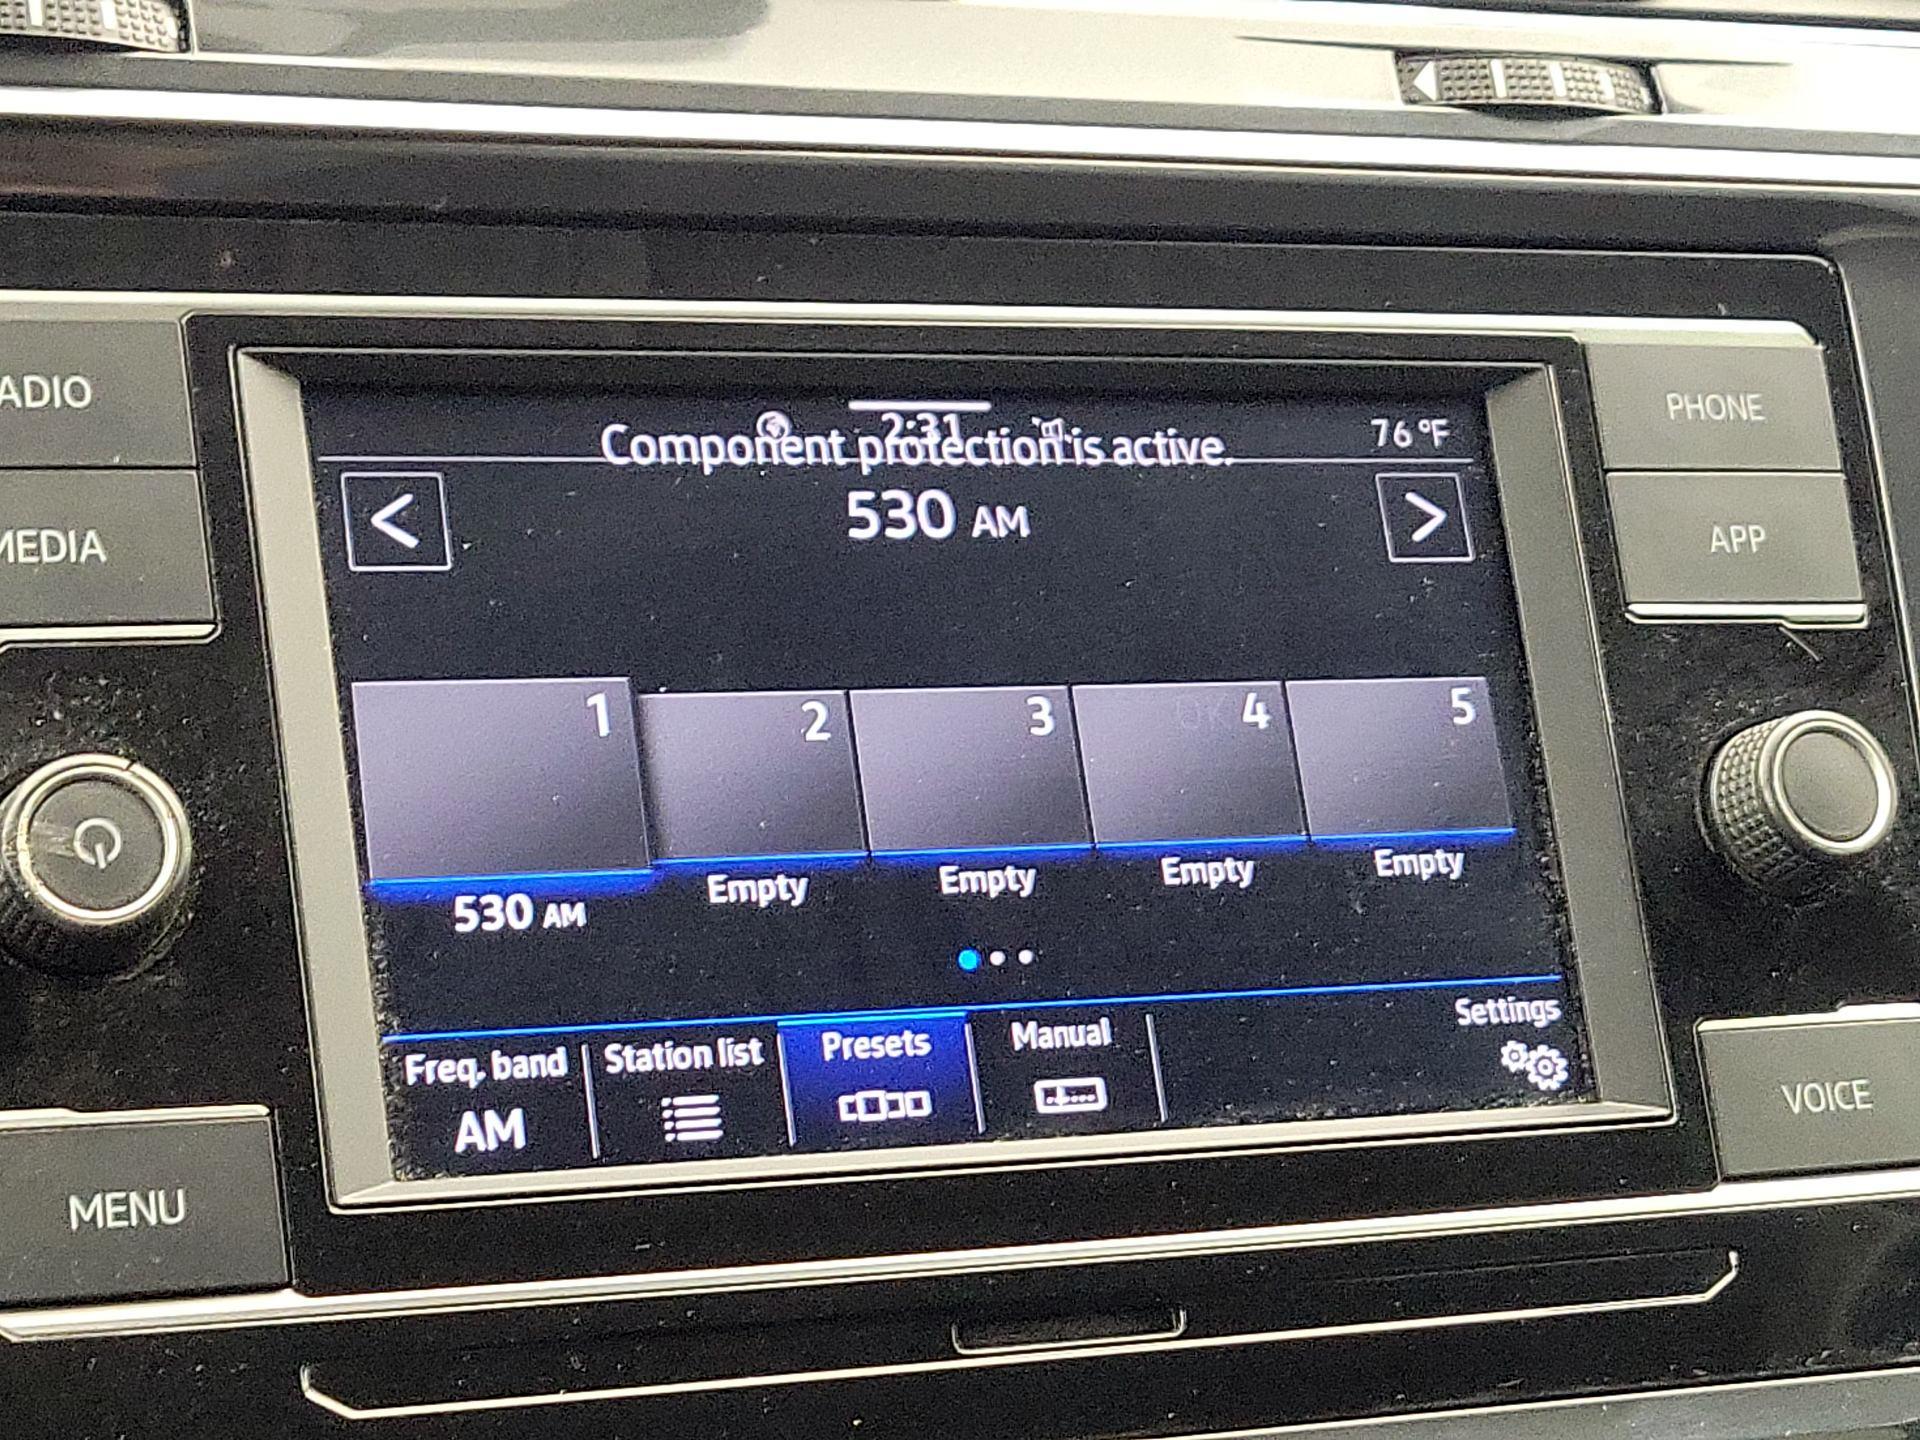 ADIO
MEDIA
MENU
PHONE
APP
VOICE
2:31
76 °F
Component protection is active.
530 AM
1
2
3
OK
4
5
530 AM
Empty
Empty
Empty
Empty
Freq. band
AM
Station list
Presets
Manual
Settings